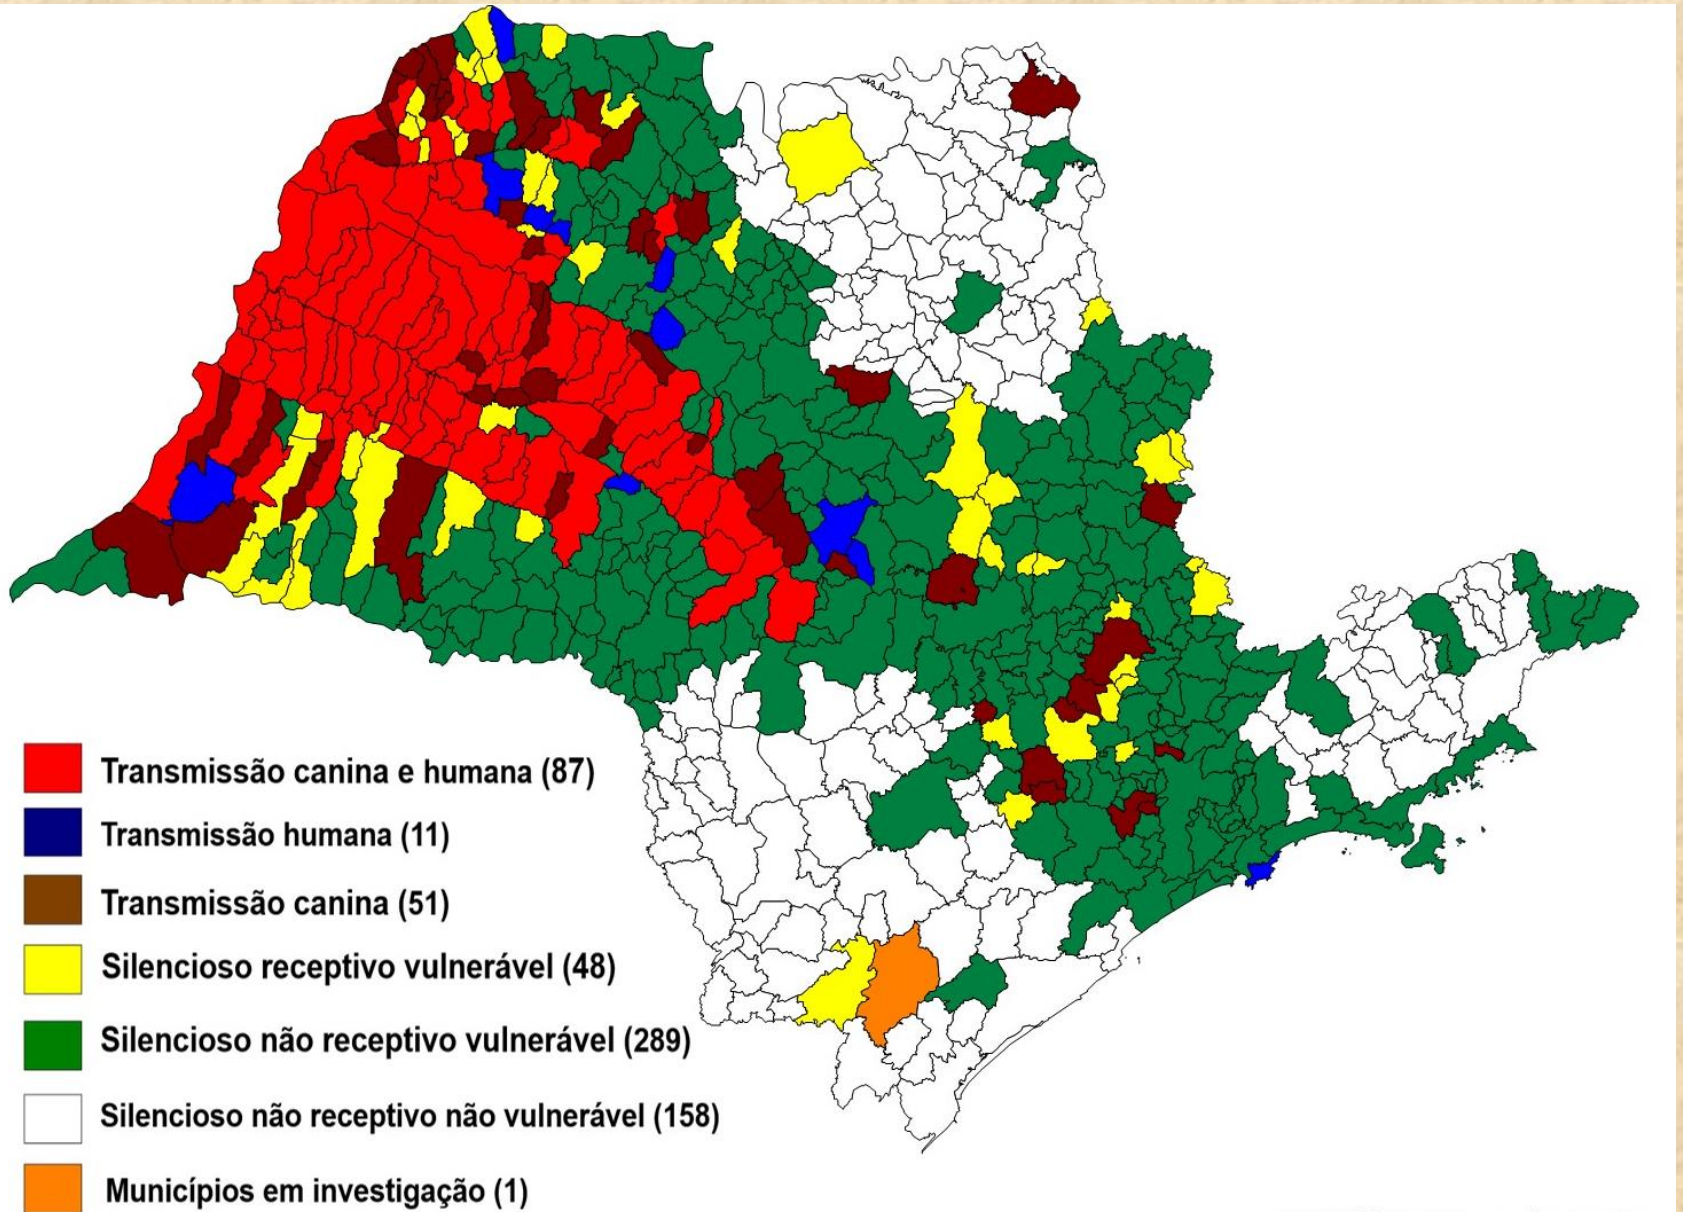 Transmissão canina e humana (87)
Transmissão humana (11)
Transmissão canina (51)
Silencioso receptivo vulnerável (48)
Silencioso não receptivo vulnerável (289)
Silencioso não receptivo não vulnerável (158)
Municípios em investigação (1)